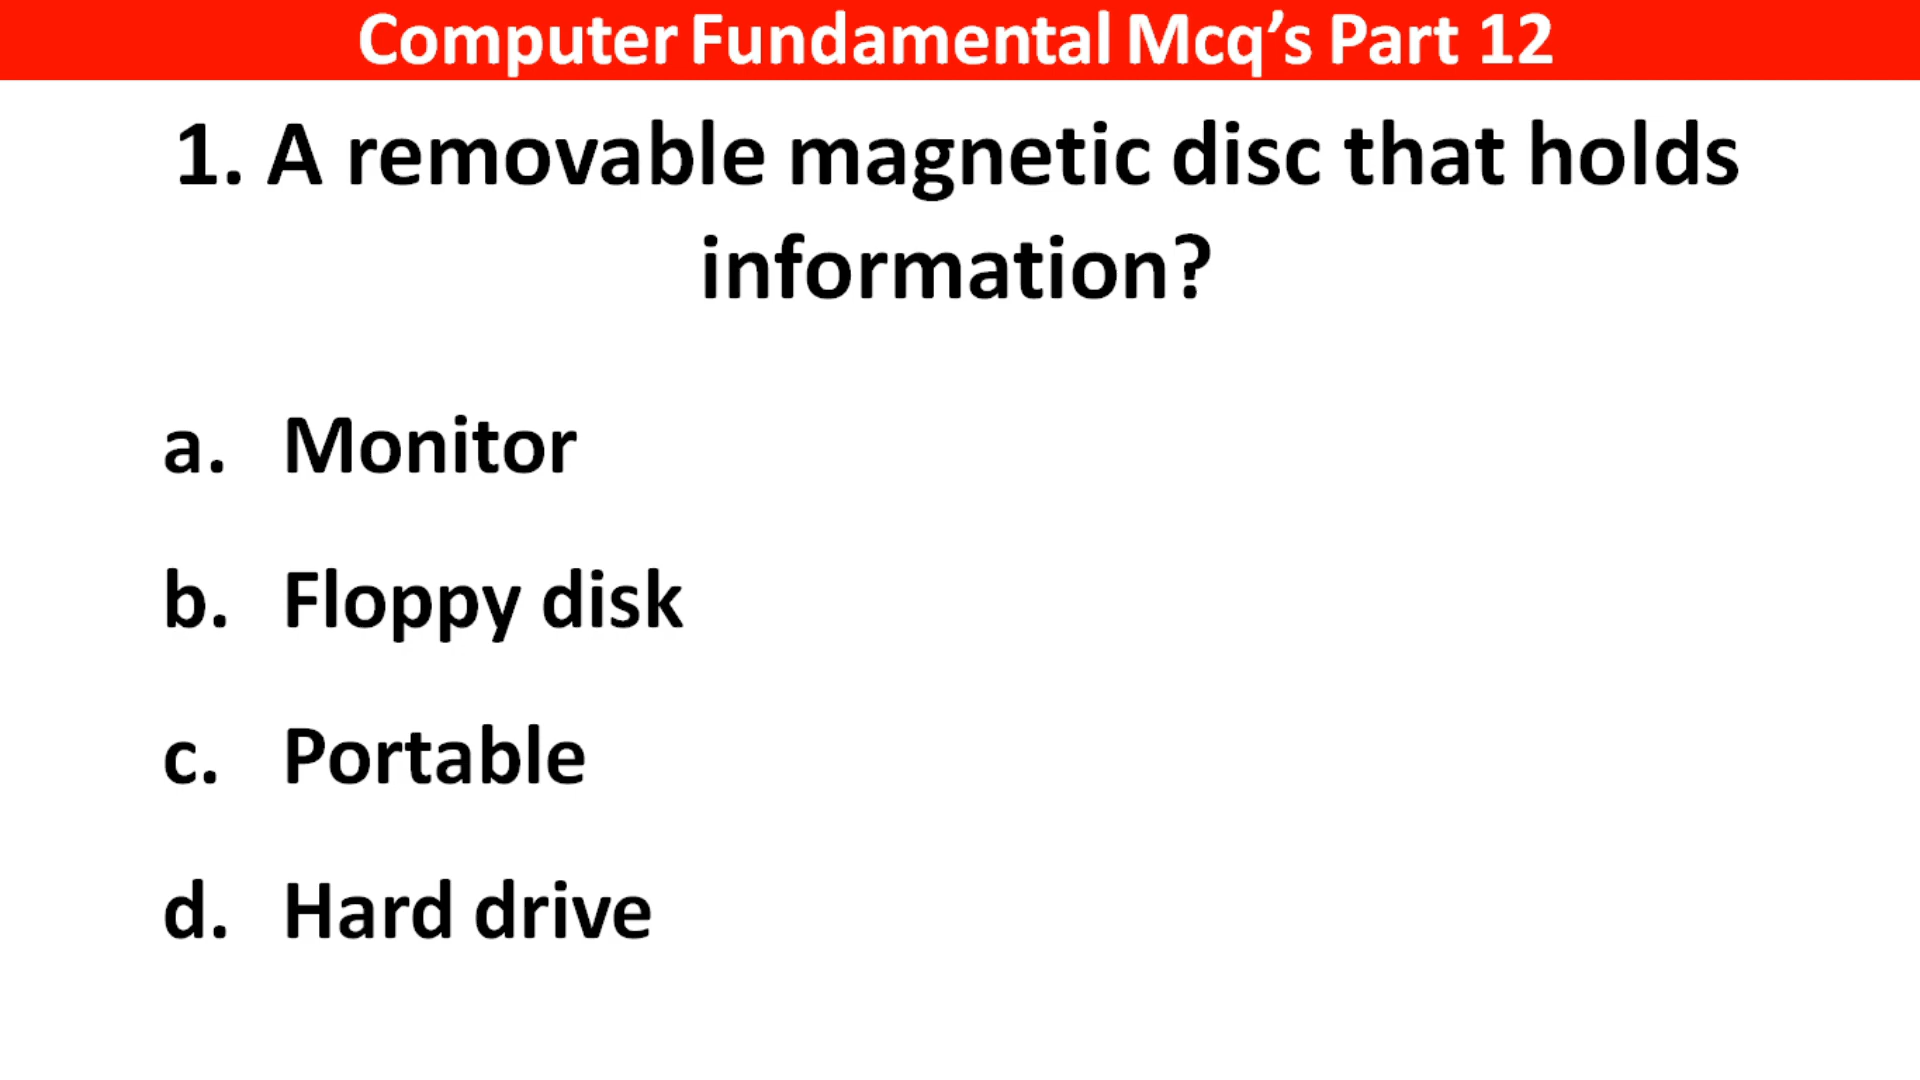 Computer Fundamental Mcq’s Part 12
1. A removable magnetic disc that holds
information?
a. Monitor
b. Floppy disk
c. Portable
d. Hard drive